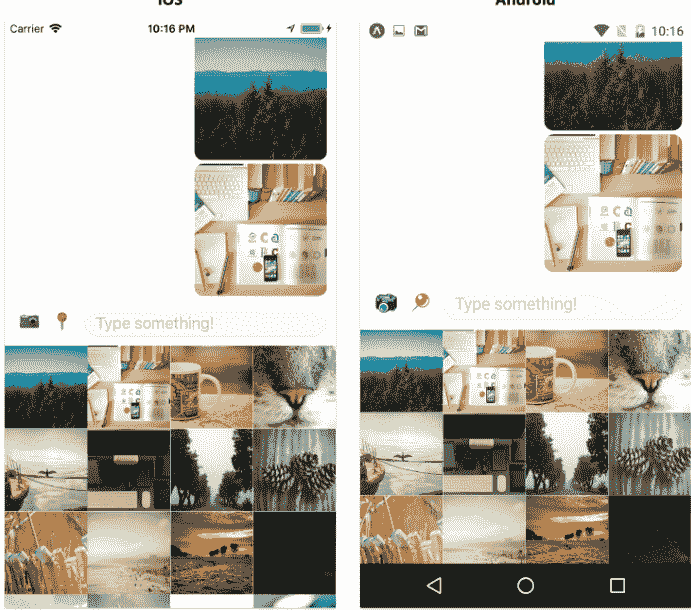 iOS
Android
Carrier
10:16 PM
10:16
Type something!
Type something!